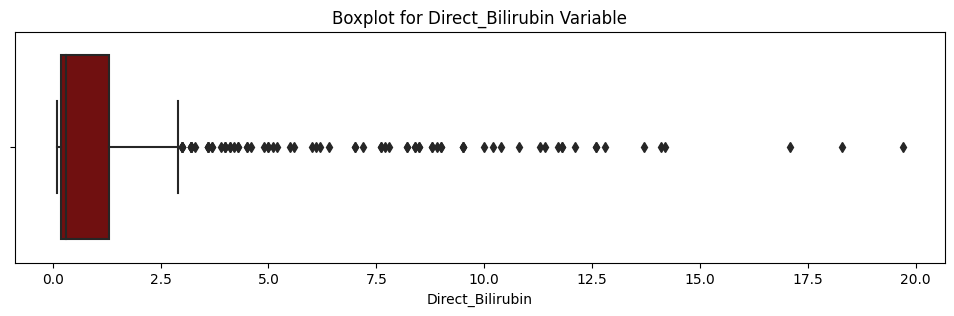 Boxplot for Direct_Bilirubin Variable
0.0 2.5 5.0 7.5 10.0 12.5 15.0 17.5 20.0
Direct_Bilirubin